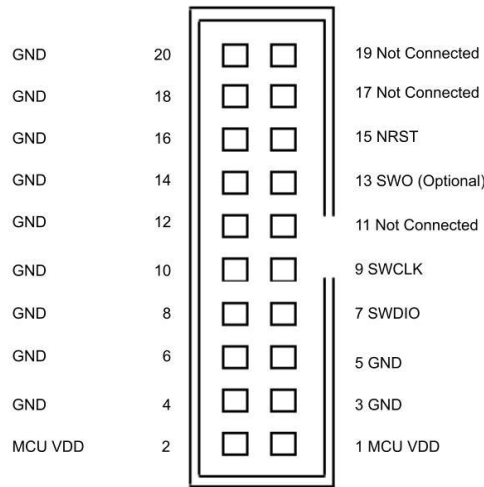 GND 20 19 Not Connected
GND 18 17 Not Connected
GND 16 15 NRST
GND 14 13 SWO (Optional)
GND 12 11 Not Connected
GND 10 9 SWCLK
GND 8 7 SWDIO
GND 6 5 GND
GND 4 3 GND
MCU VDD 2 1 MCU VDD